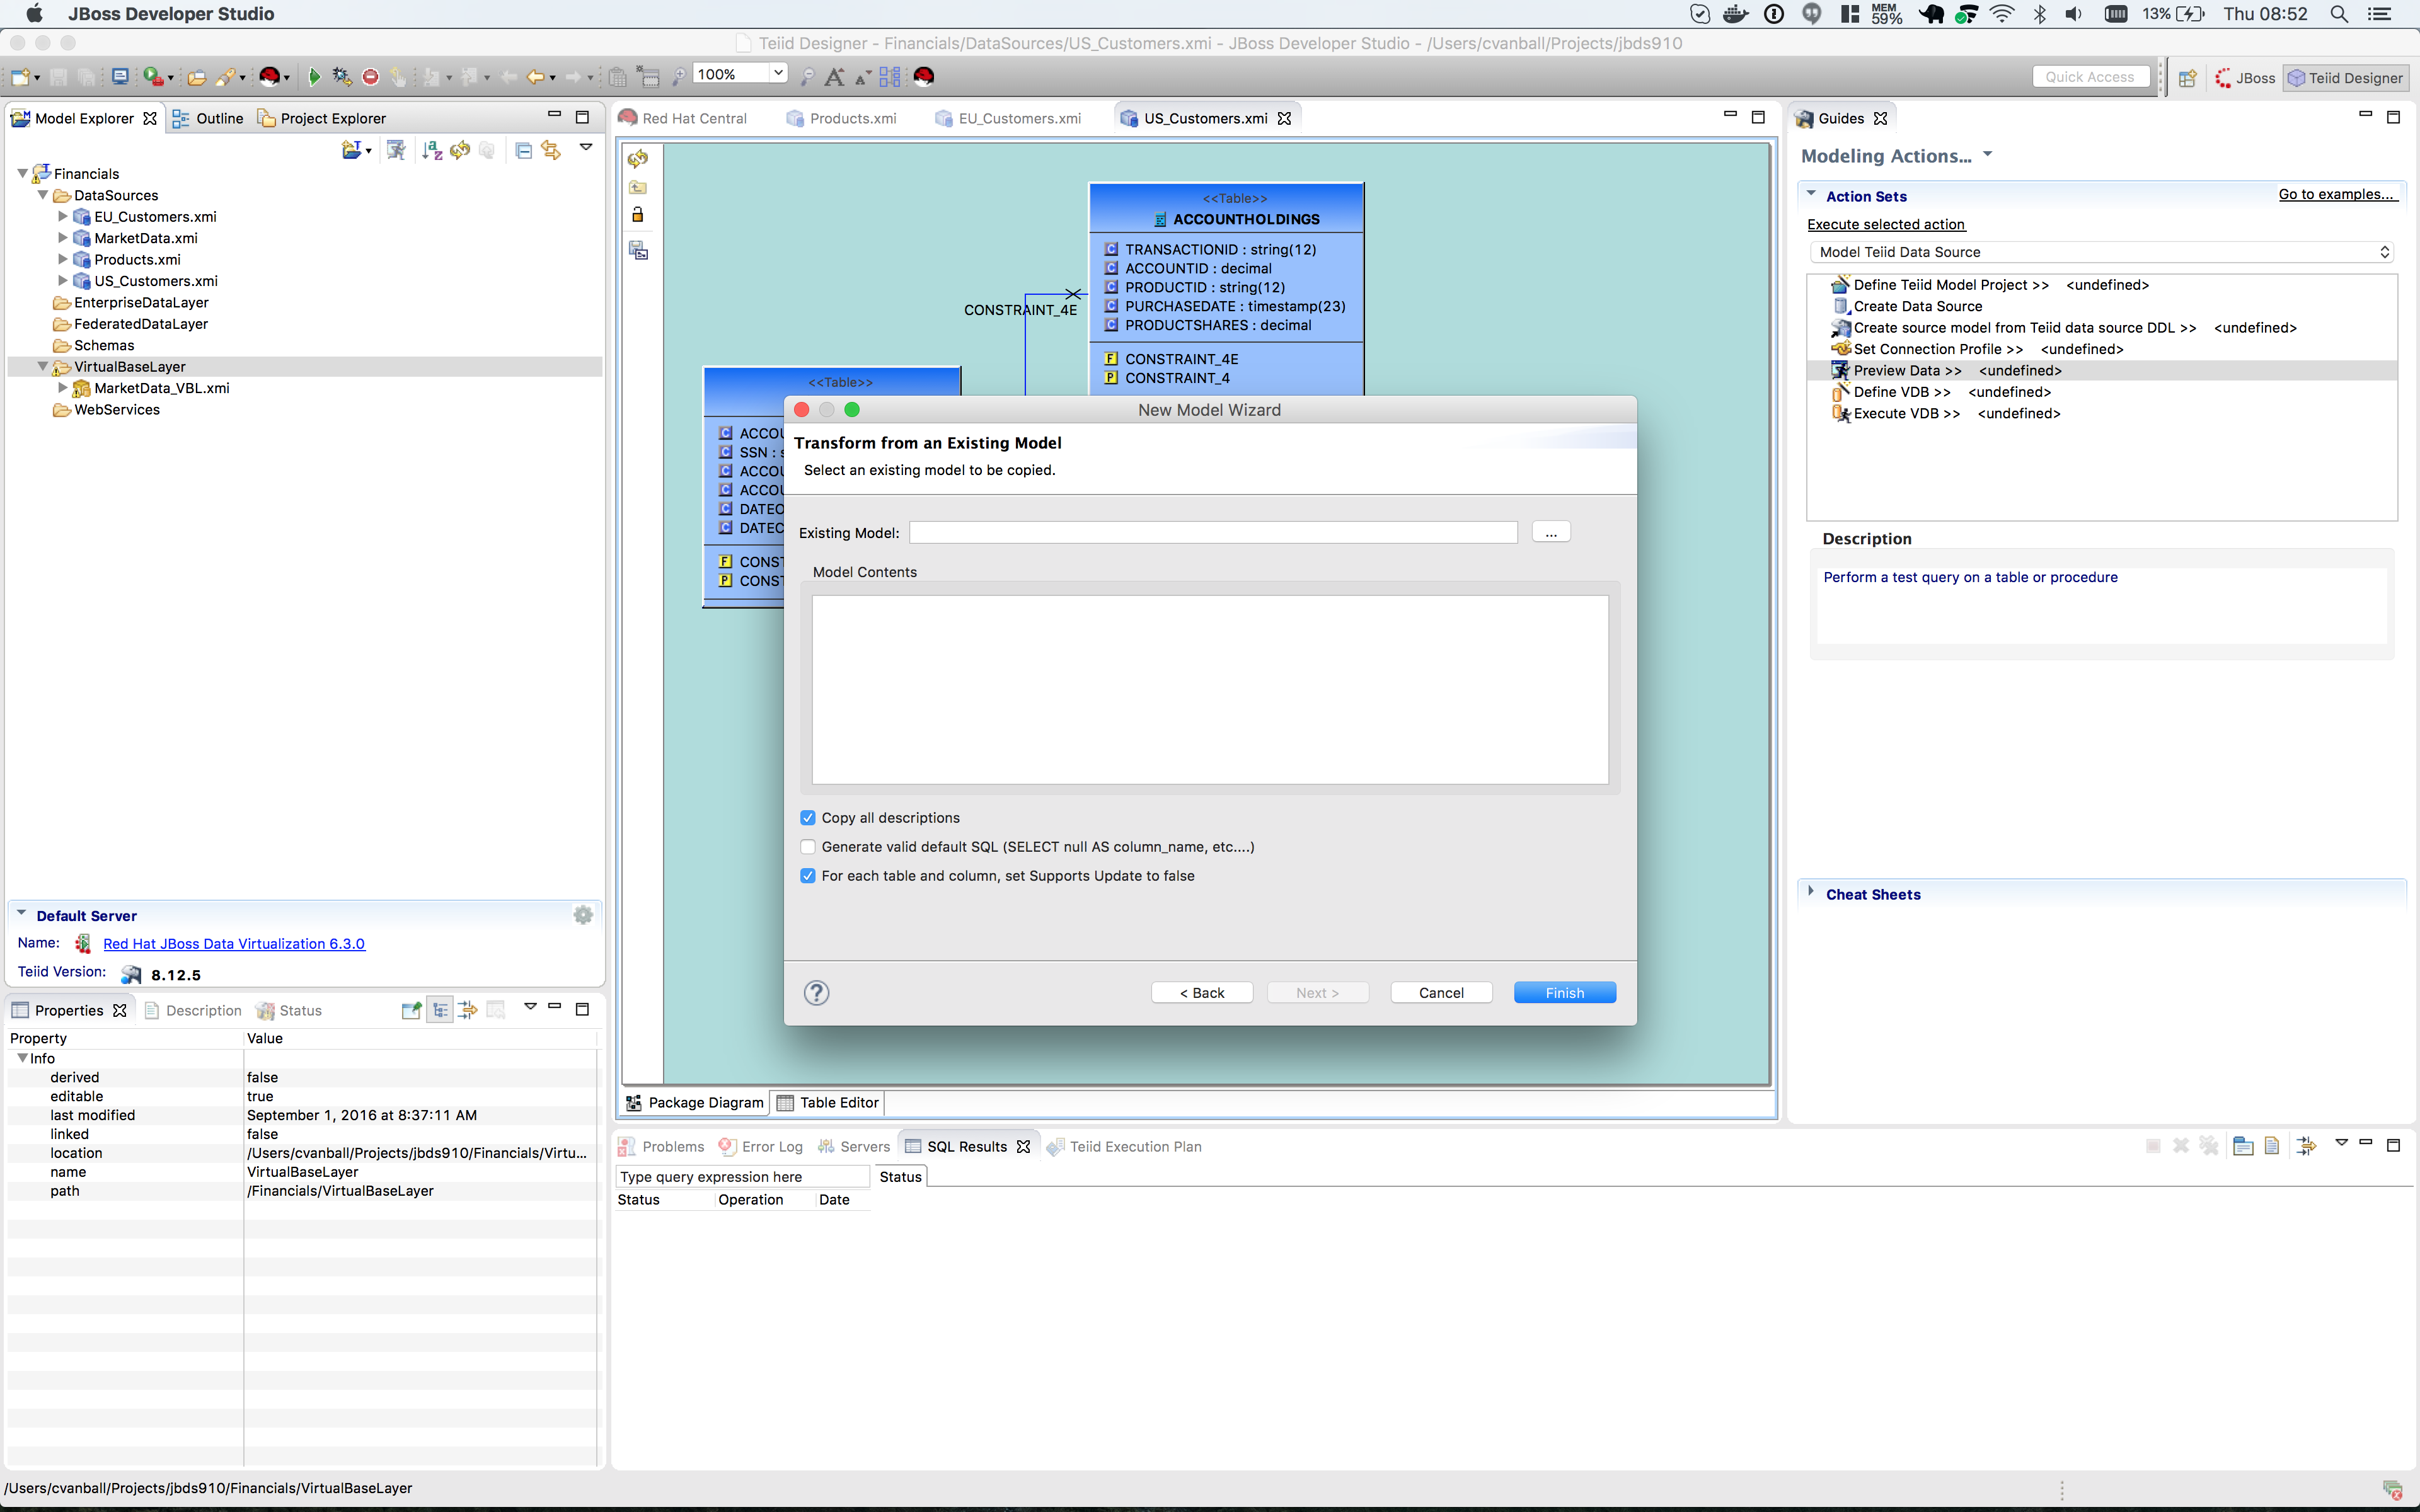 JBoss Developer Studio
MEM 59%
13%
Thu 08:52
Teiid Designer - Financials/DataSources/US_Customers.xmi - JBoss Developer Studio - /Users/cvanball/Projects/jbds910
100%
Quick Access
JBoss
Teiid Designer
Model Explorer
Outline
Project Explorer
Financials
DataSources
EU_Customers.xmi
MarketData.xmi
Products.xmi
US_Customers.xmi
EnterpriseDataLayer
FederatedDataLayer
Schemas
VirtualBaseLayer
MarketData_VBL.xmi
WebServices
Default Server
Name: Red Hat JBoss Data Virtualization 6.3.0
Teiid Version: 8.12.5
Properties
Description
Status
Property Value
Info
derived false
editable true
last modified September 1, 2016 at 8:37:11 AM
linked false
location /Users/cvanball/Projects/jbds910/Financials/Virtu...
name VirtualBaseLayer
path /Financials/VirtualBaseLayer
/Users/cvanball/Projects/jbds910/Financials/VirtualBaseLayer
Red Hat Central
Products.xmi
EU_Customers.xmi
US_Customers.xmi
<<Table>>
ACCOUNTHOLDINGS
TRANSACTIONID : string(12)
ACCOUNTID : decimal
PRODUCTID : string(12)
PURCHASEDATE : timestamp(23)
PRODUCTSHARES : decimal
F CONSTRAINT_4E
P CONSTRAINT_4
CONSTRAINT_4E
<<Table>>
ACCOU
SSN : s
ACCOU
ACCOU
DATEO
DATEC
F CONST
P CONST
New Model Wizard
Transform from an Existing Model
Select an existing model to be copied.
Existing Model:
...
Model Contents
Copy all descriptions
Generate valid default SQL (SELECT null AS column_name, etc....)
For each table and column, set Supports Update to false
?
< Back
Next >
Cancel
Finish
Package Diagram
Table Editor
Problems
Error Log
Servers
SQL Results
Teiid Execution Plan
Type query expression here
Status
Status Operation Date
Guides
Modeling Actions...
Action Sets
Go to examples...
Execute selected action
Model Teiid Data Source
Define Teiid Model Project >> <undefined>
Create Data Source
Create source model from Teiid data source DDL >> <undefined>
Set Connection Profile >> <undefined>
Preview Data >> <undefined>
Define VDB >> <undefined>
Execute VDB >> <undefined>
Description
Perform a test query on a table or procedure
Cheat Sheets